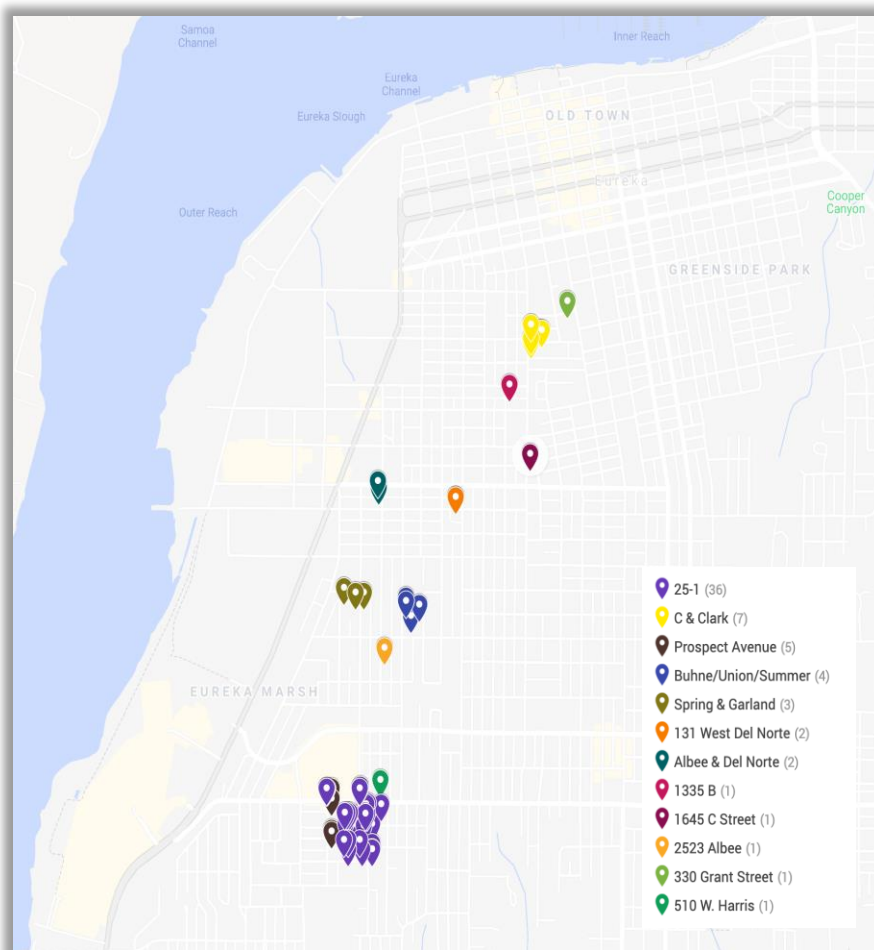 Samoa
Channel
Inner Reach
Eureka
Channel
Eureka Slough
OLD TOWN
Eureka
Cooper
Canyon
Outer Reach
GREENSIDE PARK
EUREKA MARSH
25-1 (36)
C & Clark (7)
Prospect Avenue (5)
Buhne/Union/Summer (4)
Spring & Garland (3)
131 West Del Norte (2)
Albee & Del Norte (2)
1335 B (1)
1645 C Street (1)
2523 Albee (1)
330 Grant Street (1)
510 W. Harris (1)